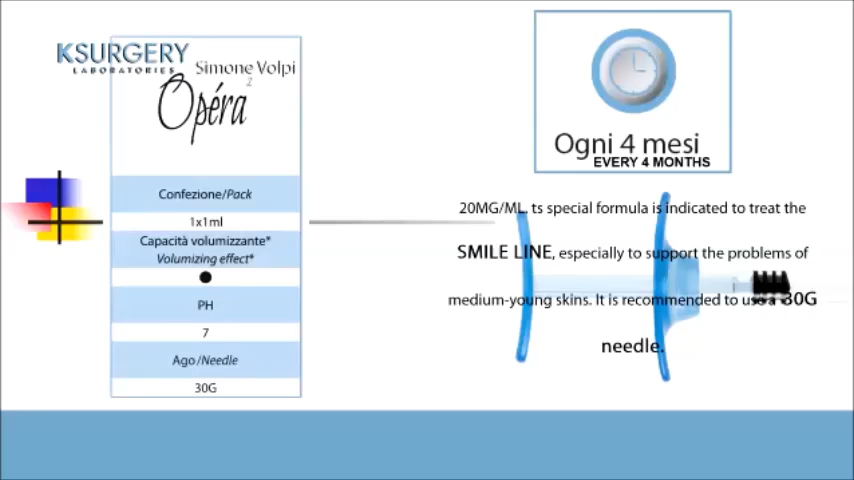 KSURGERY
LABORATORIES
Simone Volpi
2
Opéra
Confezione/Pack
1x1ml
Capacità volumizzante*
Volumizing effect*
PH
7
Ago/Needle
30G
Ogni 4 mesi
EVERY 4 MONTHS
20MG/ML. ts special formula is indicated to treat the
SMILE LINE, especially to support the problems of
medium-young skins. It is recommended to use a 30G
needle.